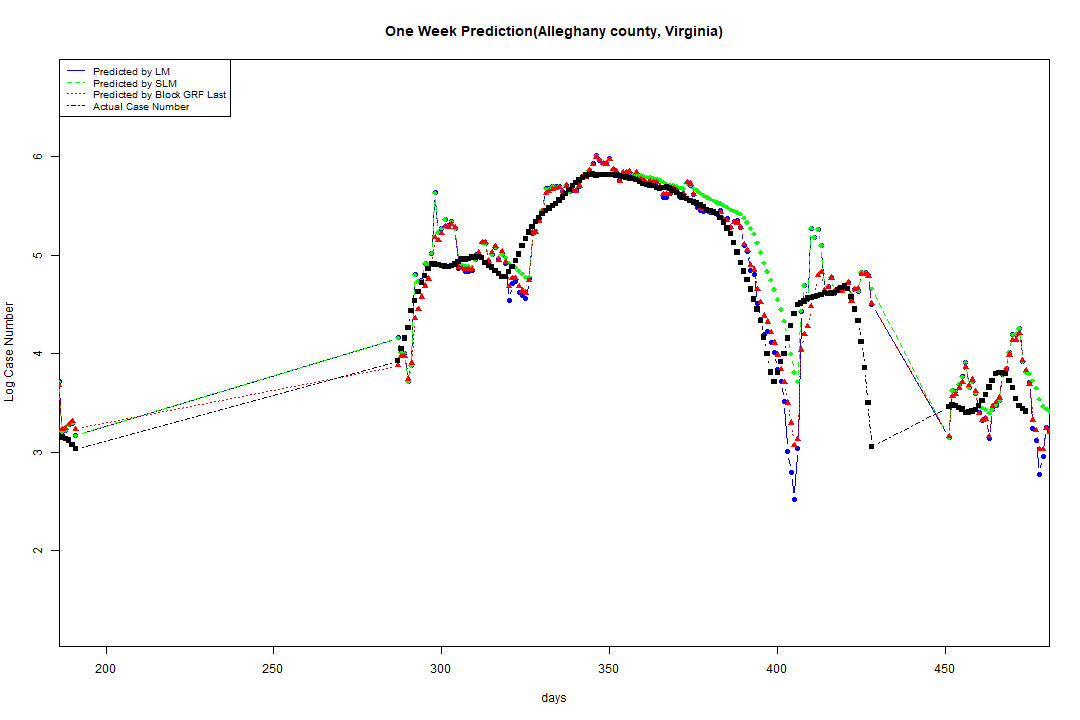 One Week Prediction(Alleghany county, Virginia)
Predicted by LM
Predicted by SLM
Predicted by Block GRF Last
Actual Case Number
6
5
4
3
2
Log Case Number
200
250
300
350
400
450
days